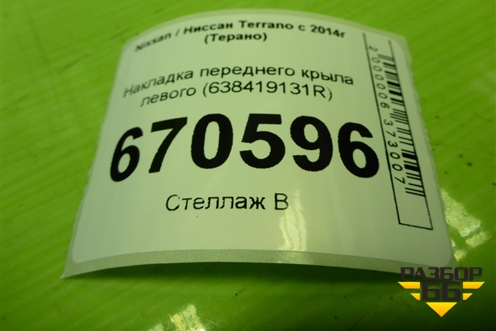 Nissan / Ниссан Terrano с 2014г
(Терано)
Накладка переднего крыла
левого (638419131R)
670596
Стеллаж В
2000006373007
РАЗБОР
66